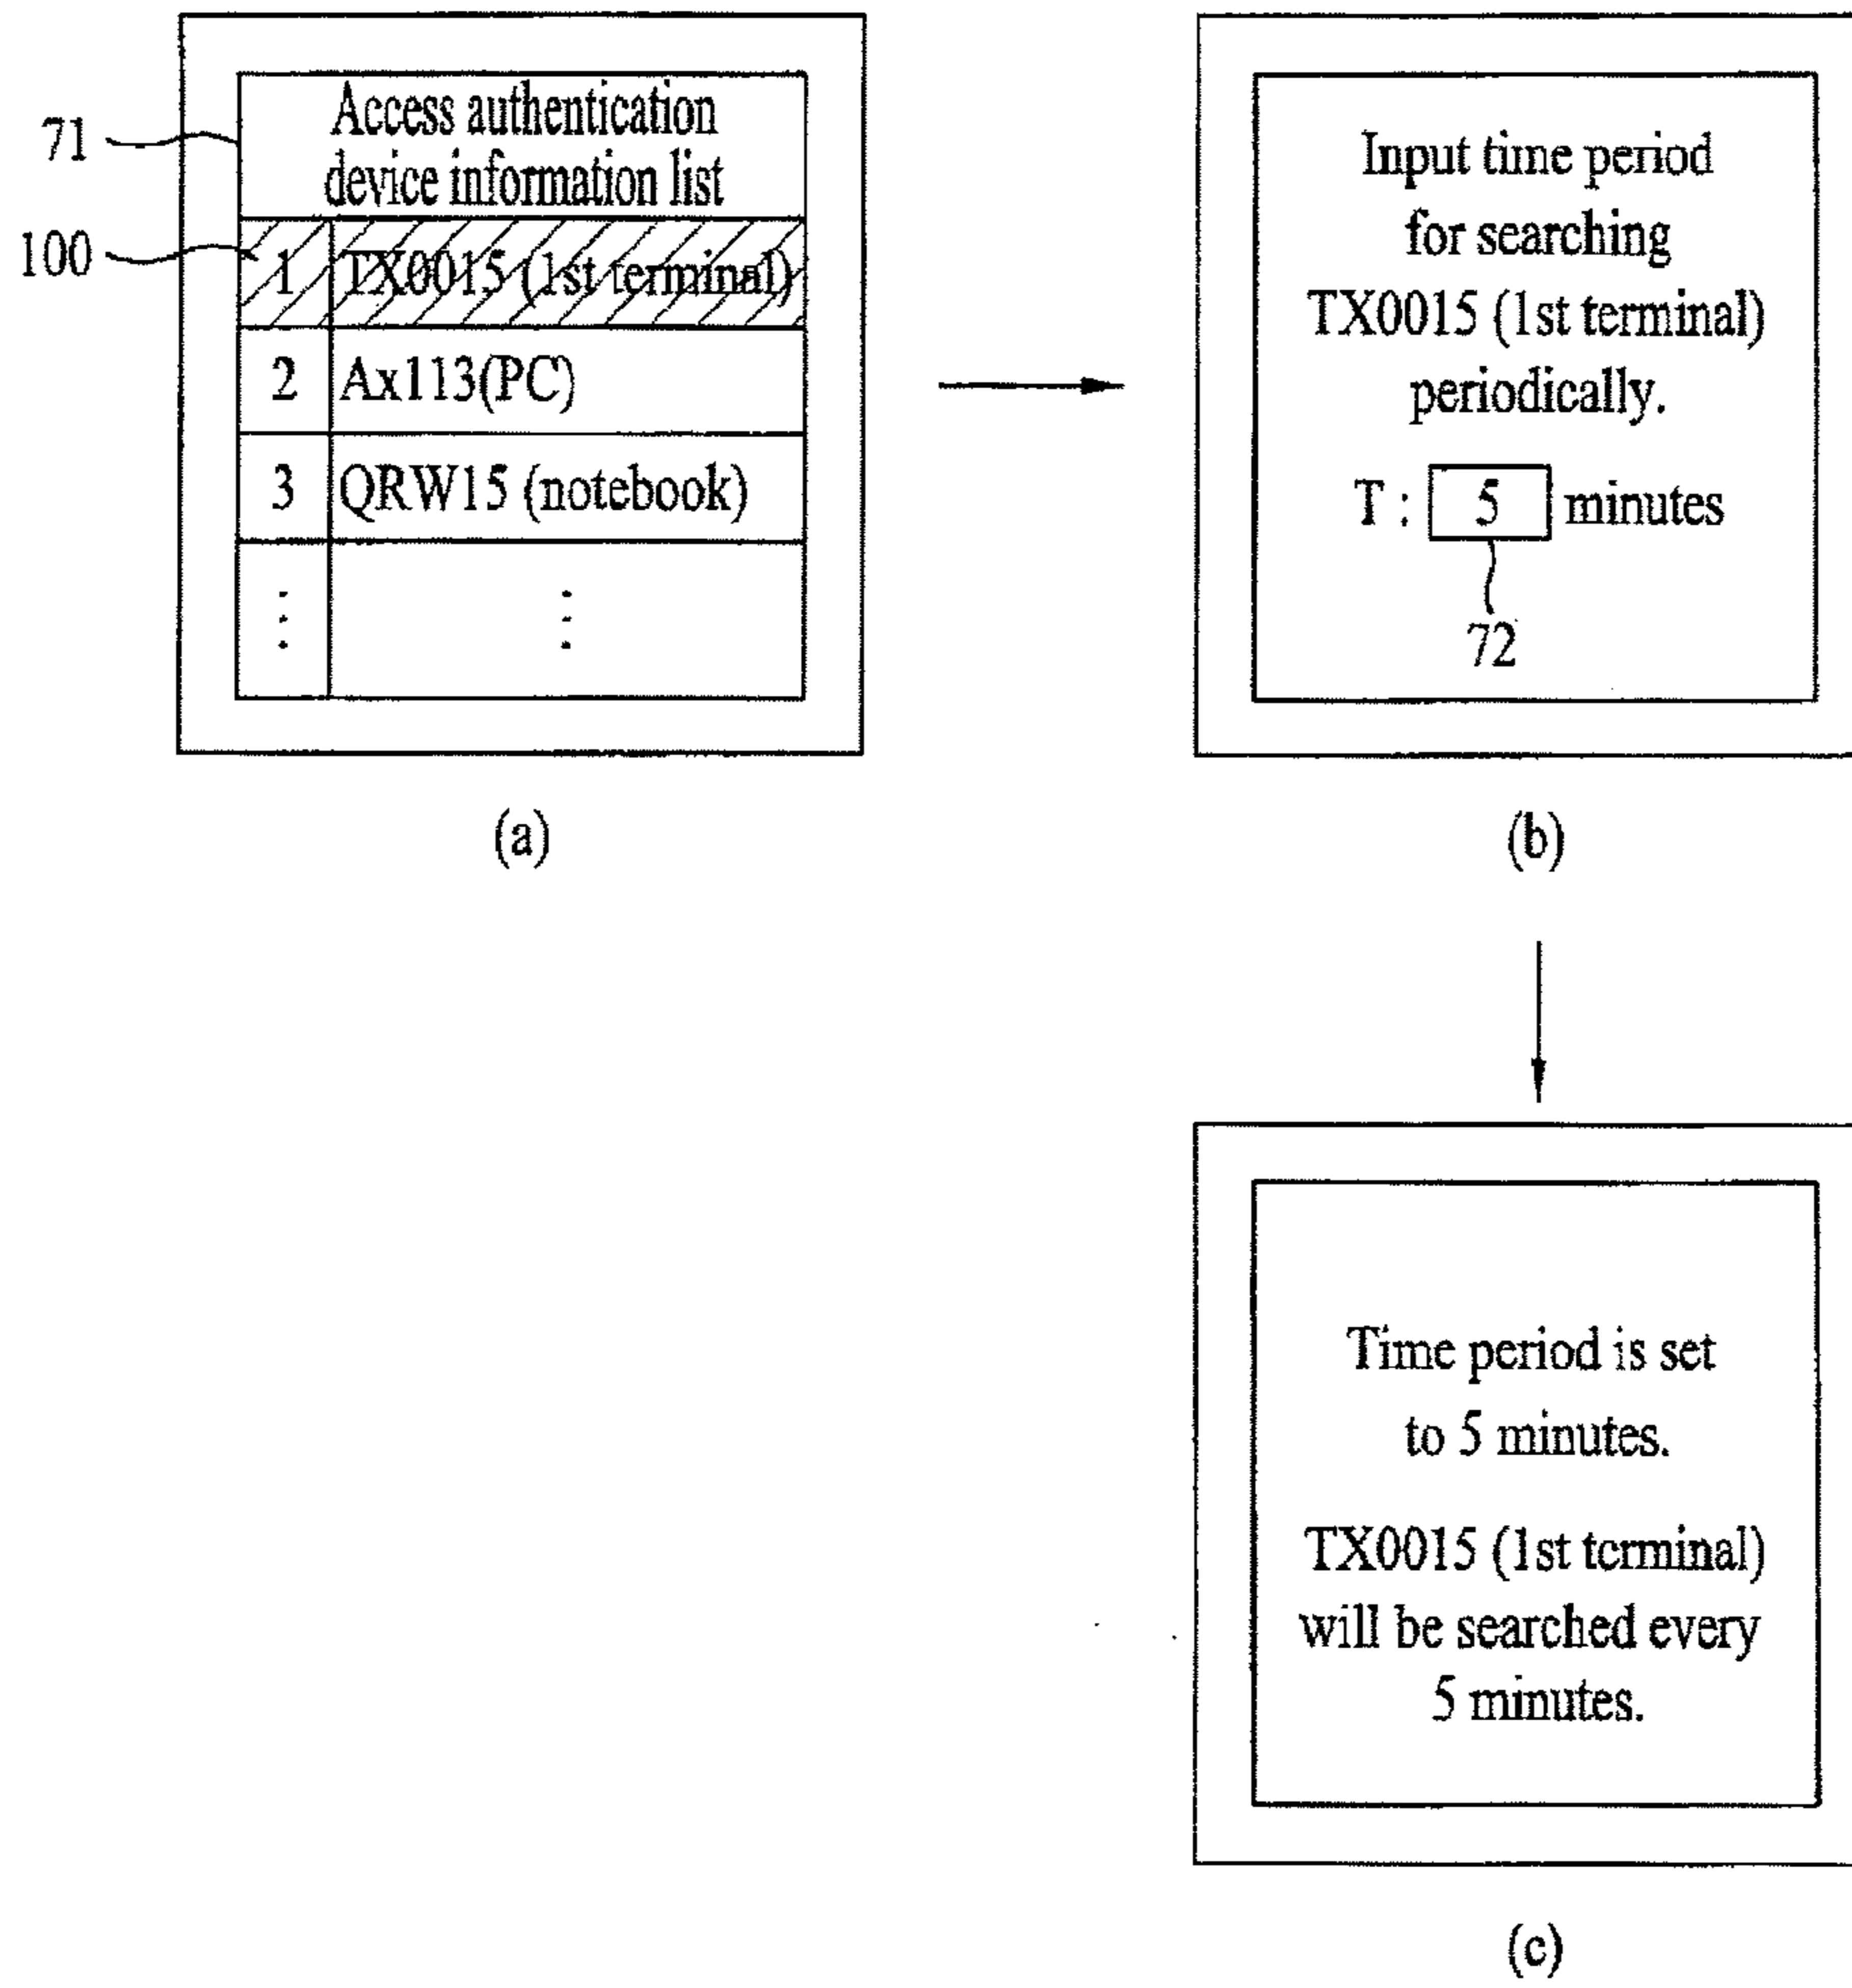 Access authentication
device information list
71
100
1 TX0015 (1st terminal)
2 Ax113(PC)
3 QRW15 (notebook)
⋮ ⋮
(a)
Input time period
for searching
TX0015 (1st terminal)
periodically.
T : 5 minutes
72
(b)
Time period is set
to 5 minutes.
TX0015 (1st terminal)
will be searched every
5 minutes.
(c)